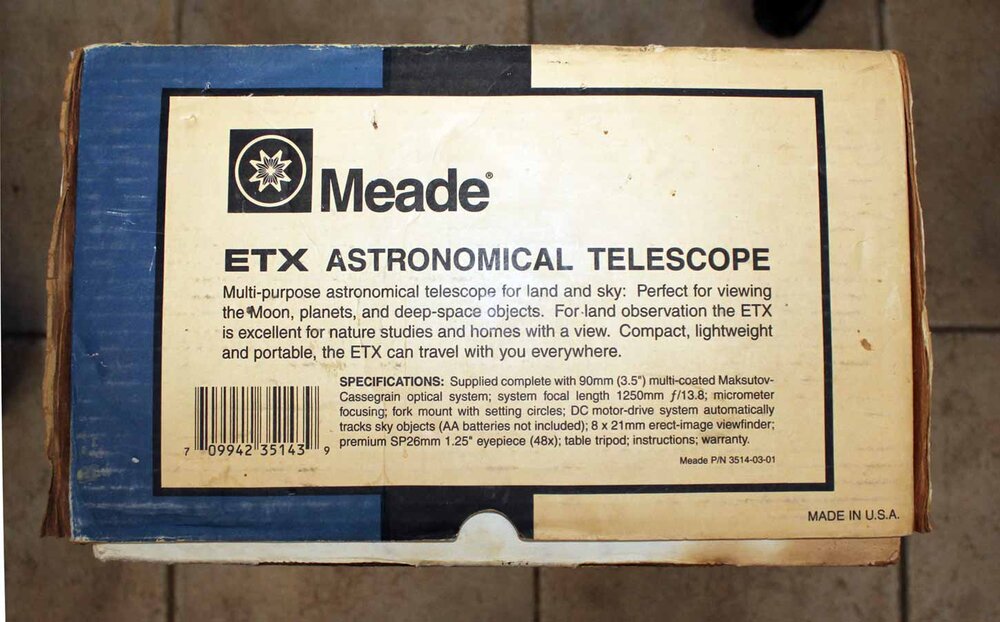 Meade®
ETX ASTRONOMICAL TELESCOPE
Multi-purpose astronomical telescope for land and sky: Perfect for viewing
the Moon, planets, and deep-space objects. For land observation the ETX
is excellent for nature studies and homes with a view. Compact, lightweight
and portable, the ETX can travel with you everywhere.
SPECIFICATIONS: Supplied complete with 90mm (3.5") multi-coated Maksutov-
Cassegrain optical system; system focal length 1250mm ƒ/13.8; micrometer
focusing; fork mount with setting circles; DC motor-drive system automatically
tracks sky objects (AA batteries not included); 8 x 21mm erect-image viewfinder;
premium SP26mm 1.25" eyepiece (48x); table tripod; instructions; warranty.
7 09942 35143 9
Meade P/N 3514-03-01
MADE IN U.S.A.